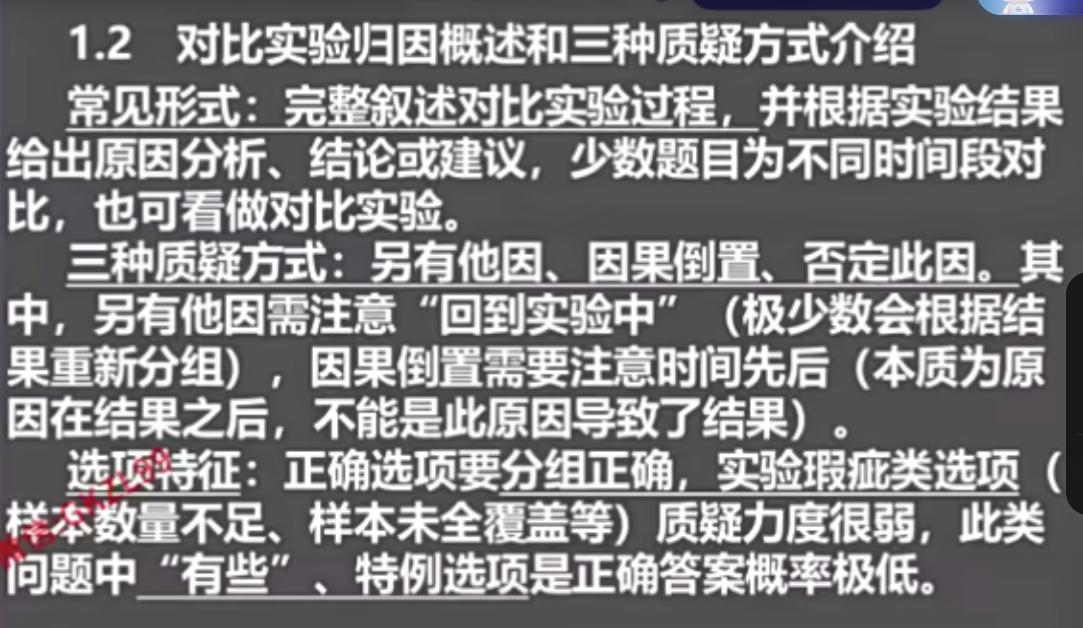 1.2 对比实验归因概述和三种质疑方式介绍
常见形式：完整叙述对比实验过程，并根据实验结果
给出原因分析、结论或建议，少数题目为不同时间段对
比，也可看做对比实验。
三种质疑方式：另有他因、因果倒置、否定此因。其
中，另有他因需注意“回到实验中”（极少数会根据结
果重新分组），因果倒置需要注意时间先后（本质为原
因在结果之后，不能是此原因导致了结果）。
选项特征：正确选项要分组正确，实验瑕疵类选项（
样本数量不足、样本未全覆盖等）质疑力度很弱，此类
问题中“有些”、特例选项是正确答案概率极低。